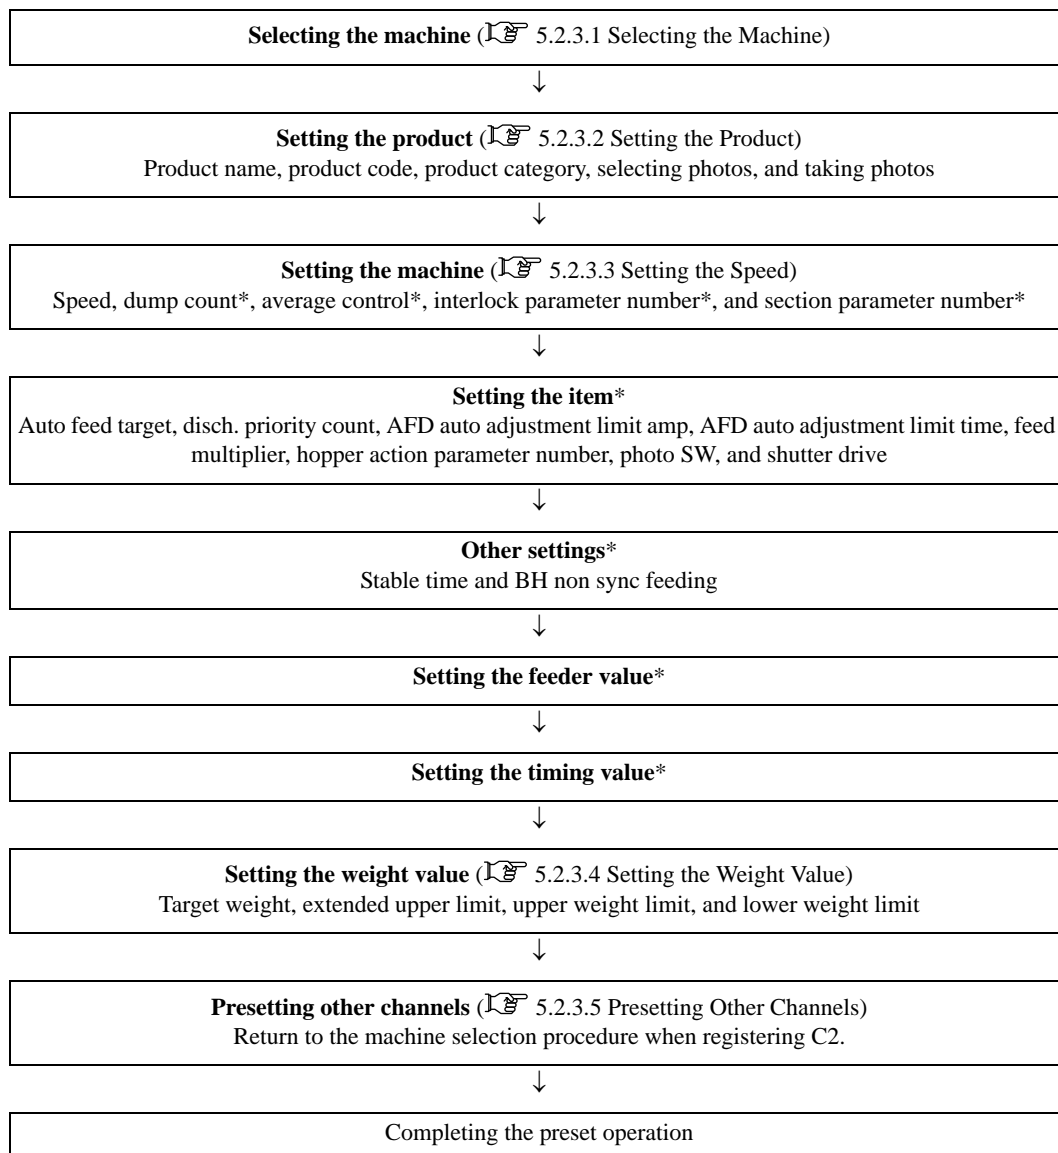 Selecting the machine ( 5.2.3.1 Selecting the Machine)
↓
Setting the product ( 5.2.3.2 Setting the Product)
Product name, product code, product category, selecting photos, and taking photos
↓
Setting the machine ( 5.2.3.3 Setting the Speed)
Speed, dump count*, average control*, interlock parameter number*, and section parameter number*
↓
Setting the item*
Auto feed target, disch. priority count, AFD auto adjustment limit amp, AFD auto adjustment limit time, feed
multiplier, hopper action parameter number, photo SW, and shutter drive
↓
Other settings*
Stable time and BH non sync feeding
↓
Setting the feeder value*
↓
Setting the timing value*
↓
Setting the weight value ( 5.2.3.4 Setting the Weight Value)
Target weight, extended upper limit, upper weight limit, and lower weight limit
↓
Presetting other channels ( 5.2.3.5 Presetting Other Channels)
Return to the machine selection procedure when registering C2.
↓
Completing the preset operation